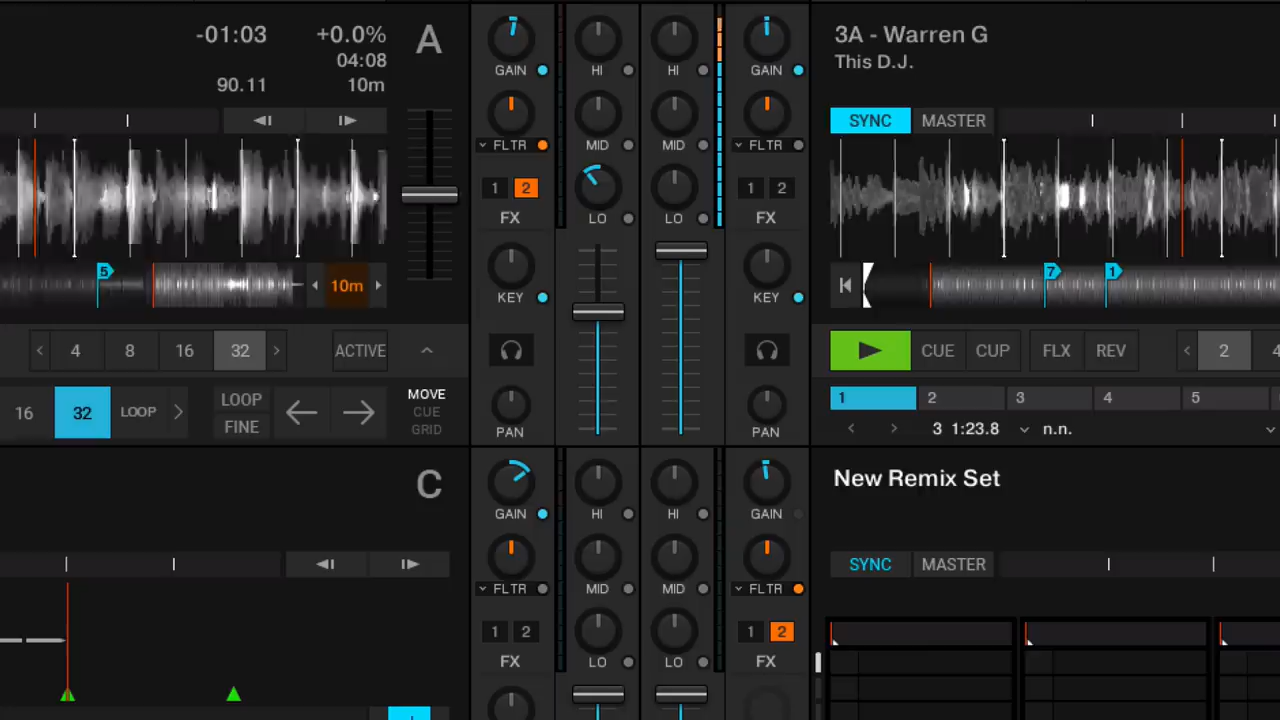 -01:03 +0.0% A
04:08
90.11 10m
5
10m
4 8 16 32 ACTIVE
16 32 LOOP LOOP FINE MOVE CUE GRID
GAIN HI HI GAIN
FLTR MID MID FLTR
1 2 1 2
FX LO LO FX
KEY KEY
PAN PAN
3A - Warren G
This D.J.
SYNC MASTER
7 1
CUE CUP FLX REV 2 4
1 2 3 4 5
3 1:23.8 n.n.
C
GAIN HI HI GAIN
FLTR MID MID FLTR
1 2 1 2
FX LO LO FX
New Remix Set
SYNC MASTER